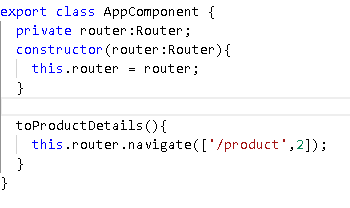 export class AppComponent {
  private router:Router;
  constructor(router:Router){
    this.router = router;
  }

  toProductDetails(){
    this.router.navigate(['/product',2]);
  }
}